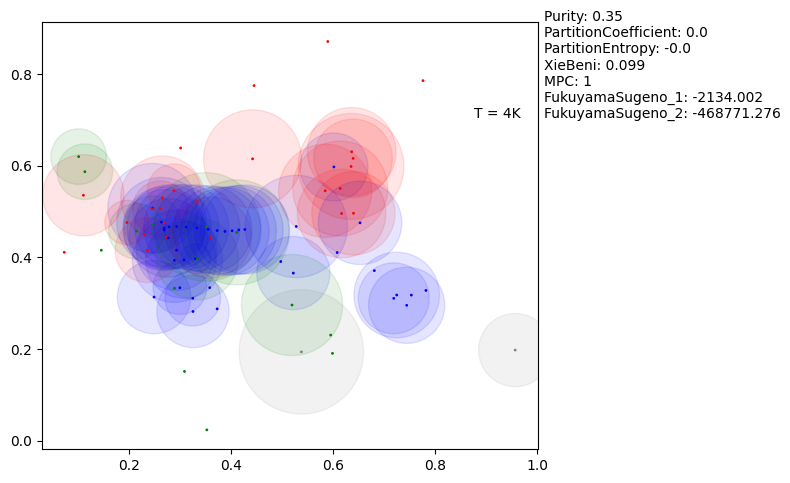 Purity: 0.35
PartitionCoefficient: 0.0
PartitionEntropy: -0.0
XieBeni: 0.099
MPC: 1
FukuyamaSugeno_1: -2134.002
FukuyamaSugeno_2: -468771.276
T = 4K
0.8
0.6
0.4
0.2
0.0
0.2 0.4 0.6 0.8 1.0